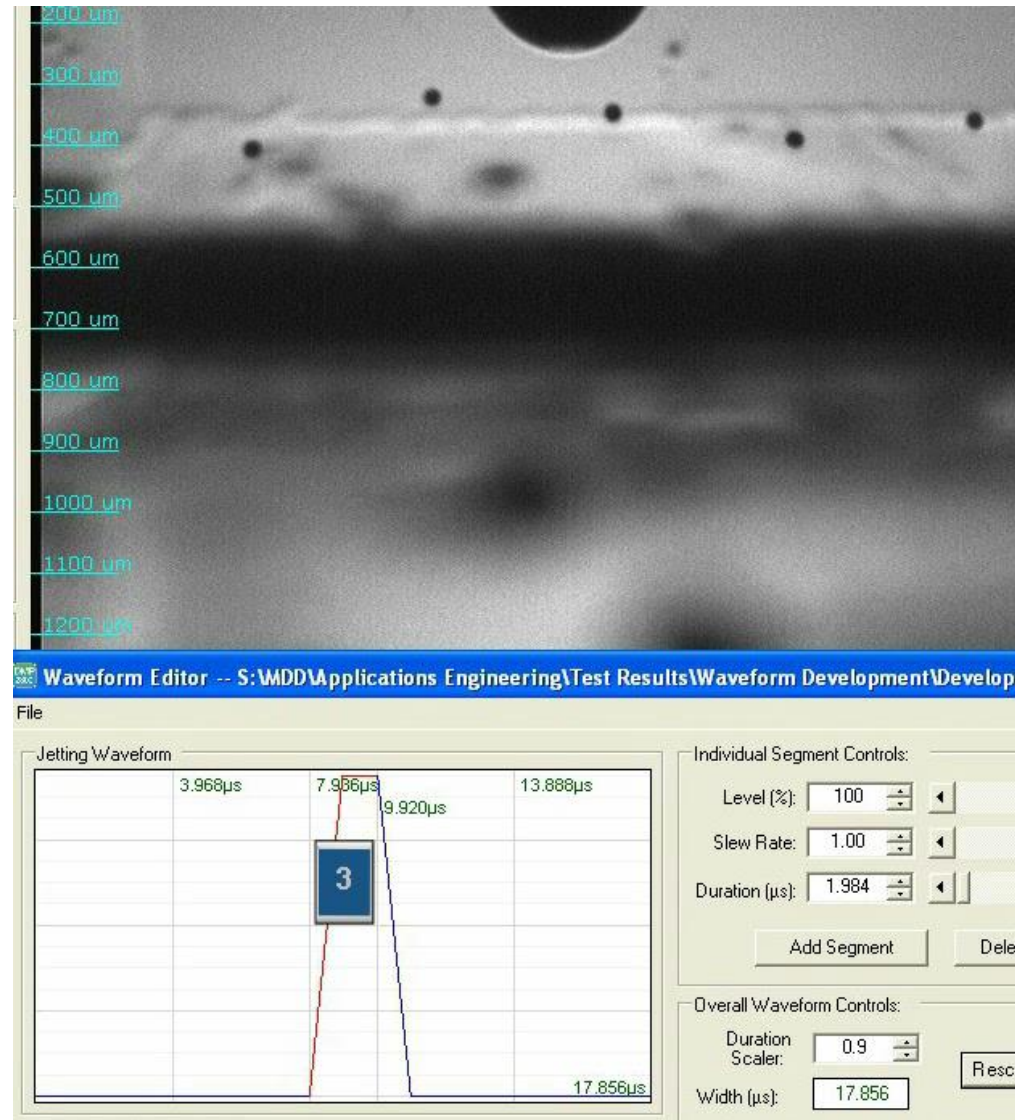 200 um
300 um
400 um
500 um
600 um
700 um
800 um
900 um
1000 um
1100 um
1200 um
Waveform Editor -- S:\MDD\Applications Engineering\Test Results\Waveform Development\Develop
File
Jetting Waveform
3.968µs
7.936µs
13.888µs
9.920µs
3
17.856µs
Individual Segment Controls:
Level (%): 100
Slew Rate: 1.00
Duration (µs): 1.984
Add Segment
Dele
Overall Waveform Controls:
Duration
Scaler: 0.9
Resc
Width (µs): 17.856